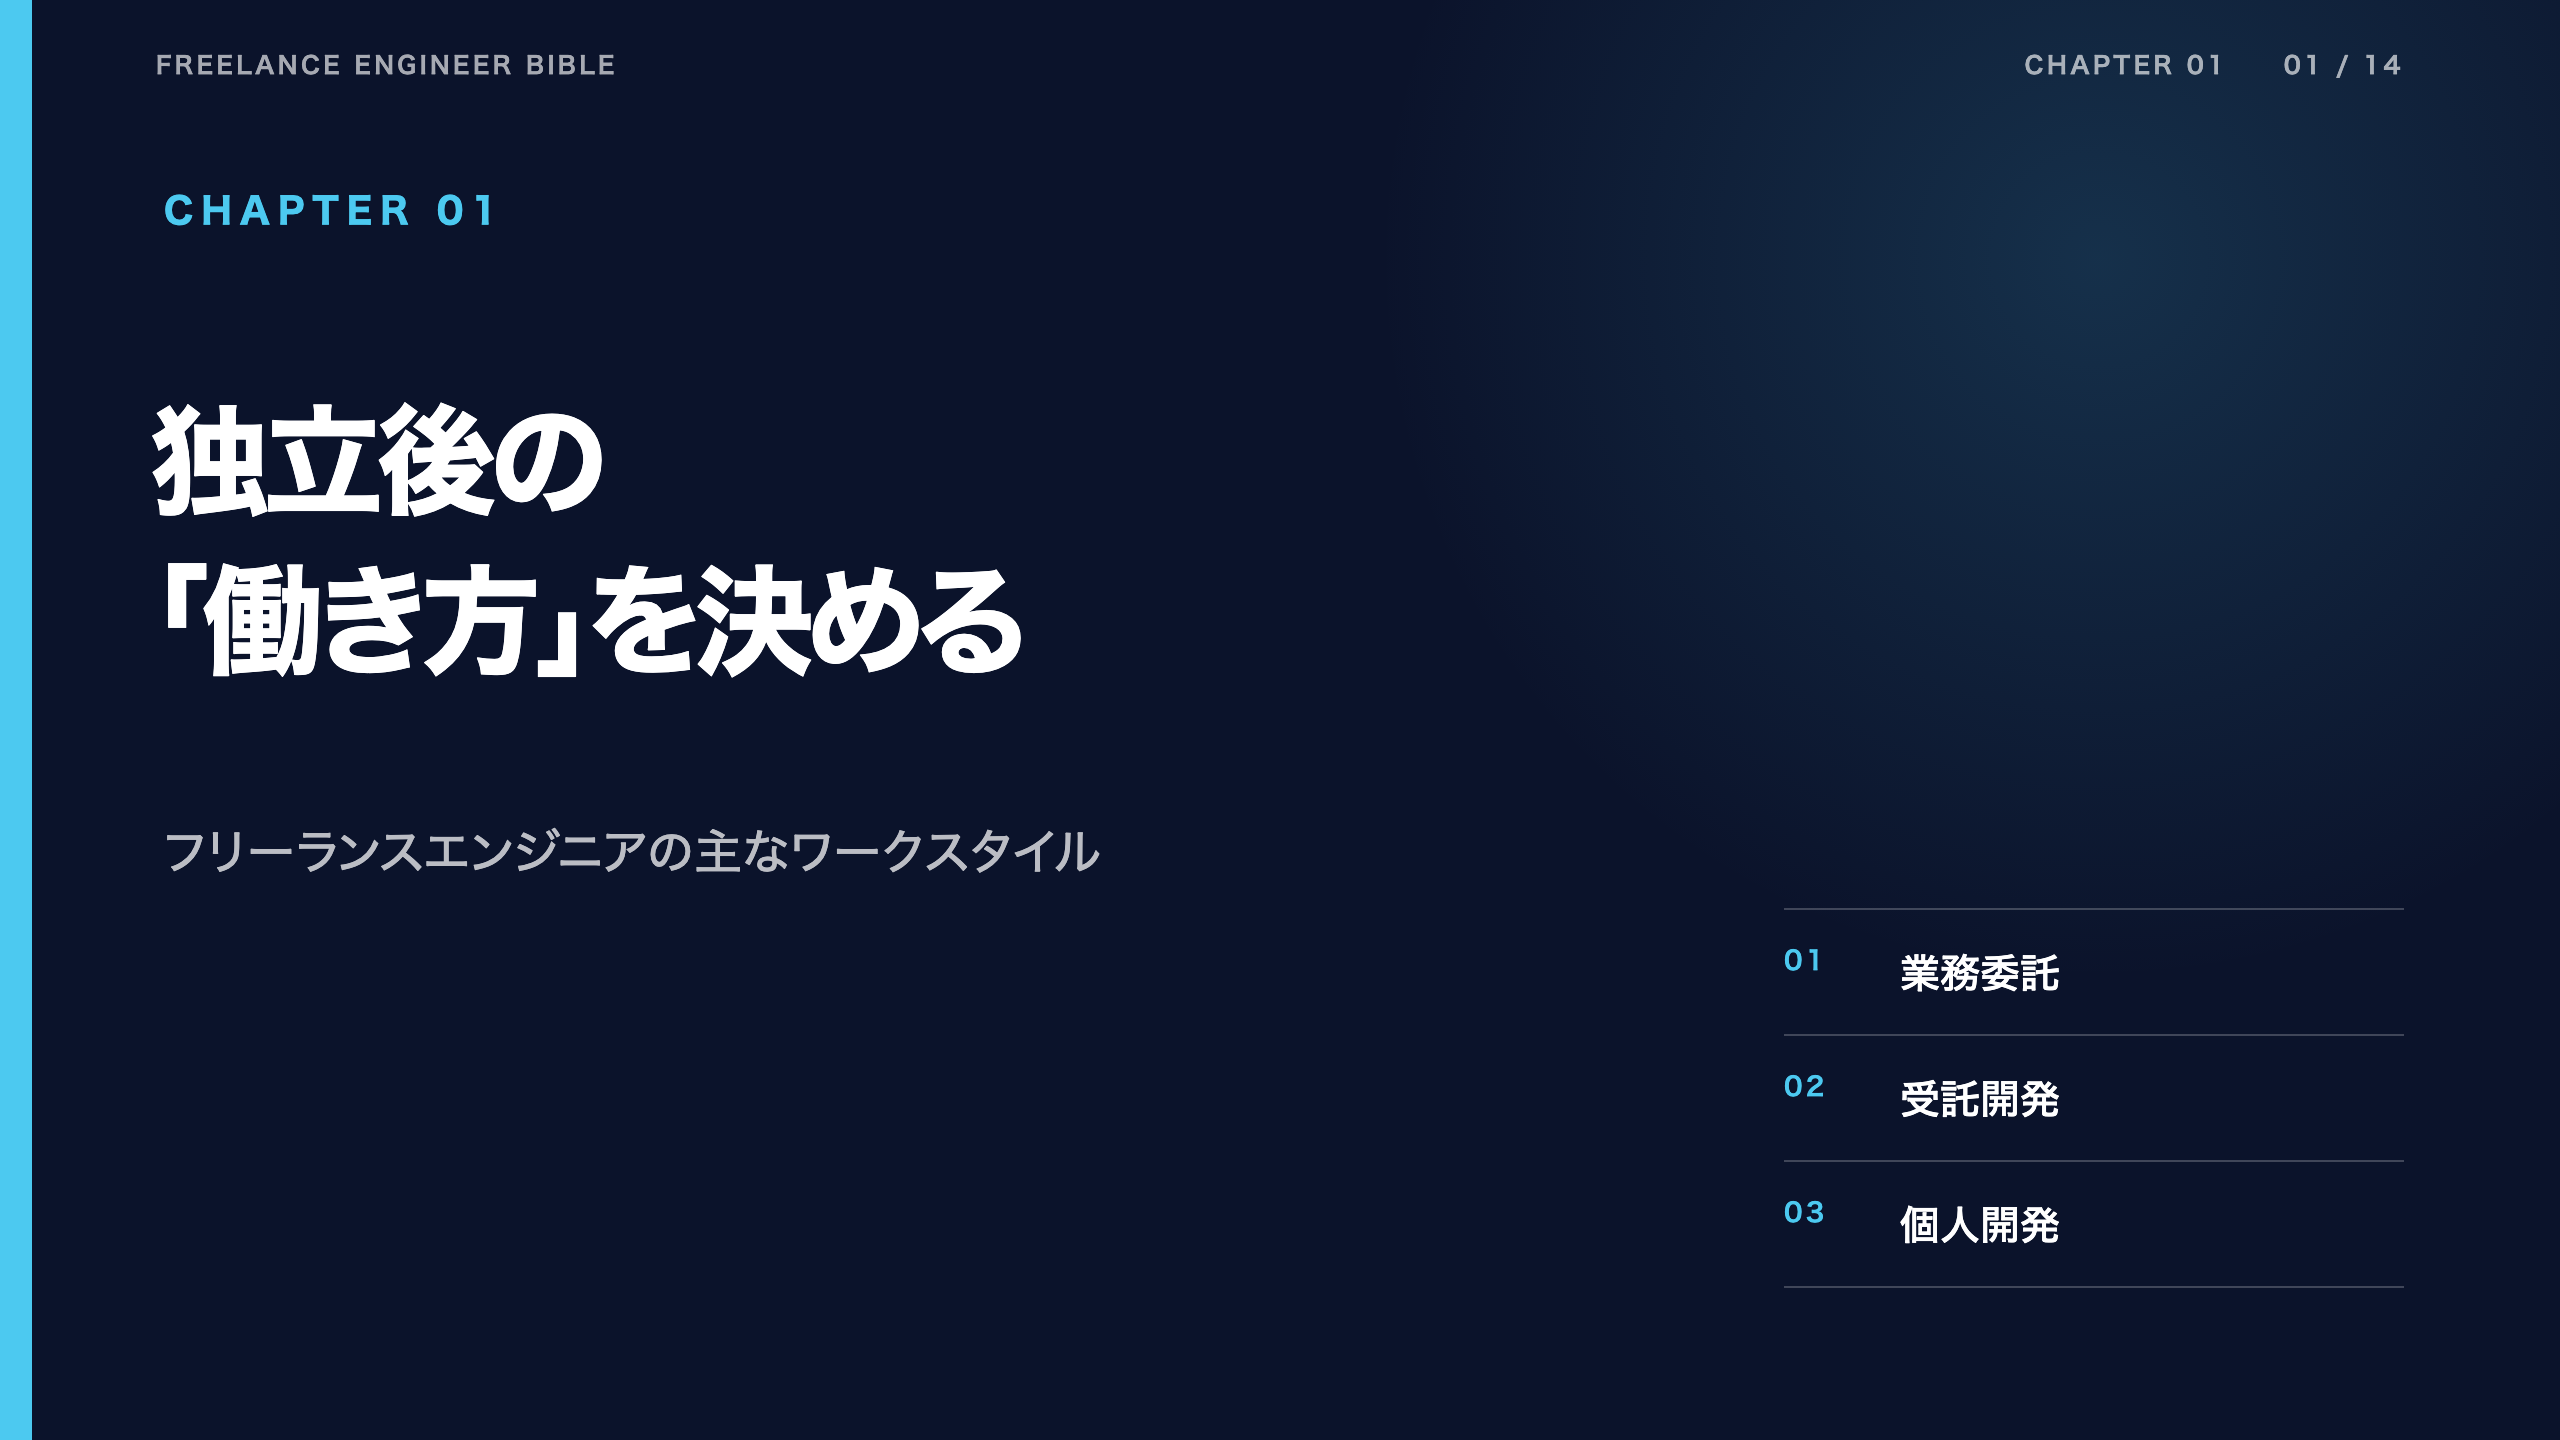 FREELANCE ENGINEER BIBLE
CHAPTER 01 01 / 14
CHAPTER 01
独立後の
「働き方」を決める
フリーランスエンジニアの主なワークスタイル
01 業務委託
02 受託開発
03 個人開発